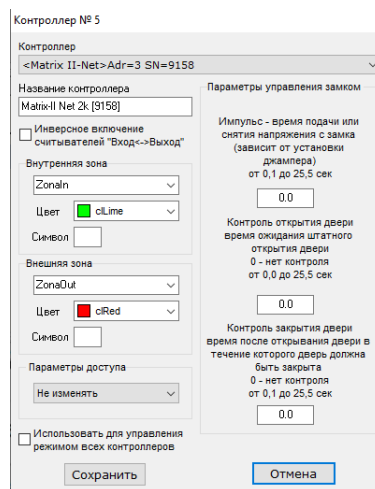 Контроллер № 5
Контроллер
<Matrix II-Net>Adr=3 SN=9158
Название контроллера
Matrix-II Net 2k [9158]
Инверсное включение
считывателей "Вход<->Выход"
Внутренняя зона
ZonaIn
Цвет clLime
Символ
Внешняя зона
ZonaOut
Цвет clRed
Символ
Параметры доступа
Не изменять
Использовать для управления
режимом всех контроллеров
Параметры управления замком
Импульс - время подачи или
снятия напряжения с замка
(зависит от установки
джампера)
от 0,1 до 25,5 сек
0.0
Контроль открытия двери
время ожидания штатного
открытия двери
0 - нет контроля
от 0,0 до 25,5 сек
0.0
Контроль закрытия двери
время после открывания двери в
течение которого дверь должна
быть закрыта
0 - нет контроля
от 0,1 до 25,5 сек
0.0
Сохранить
Отмена